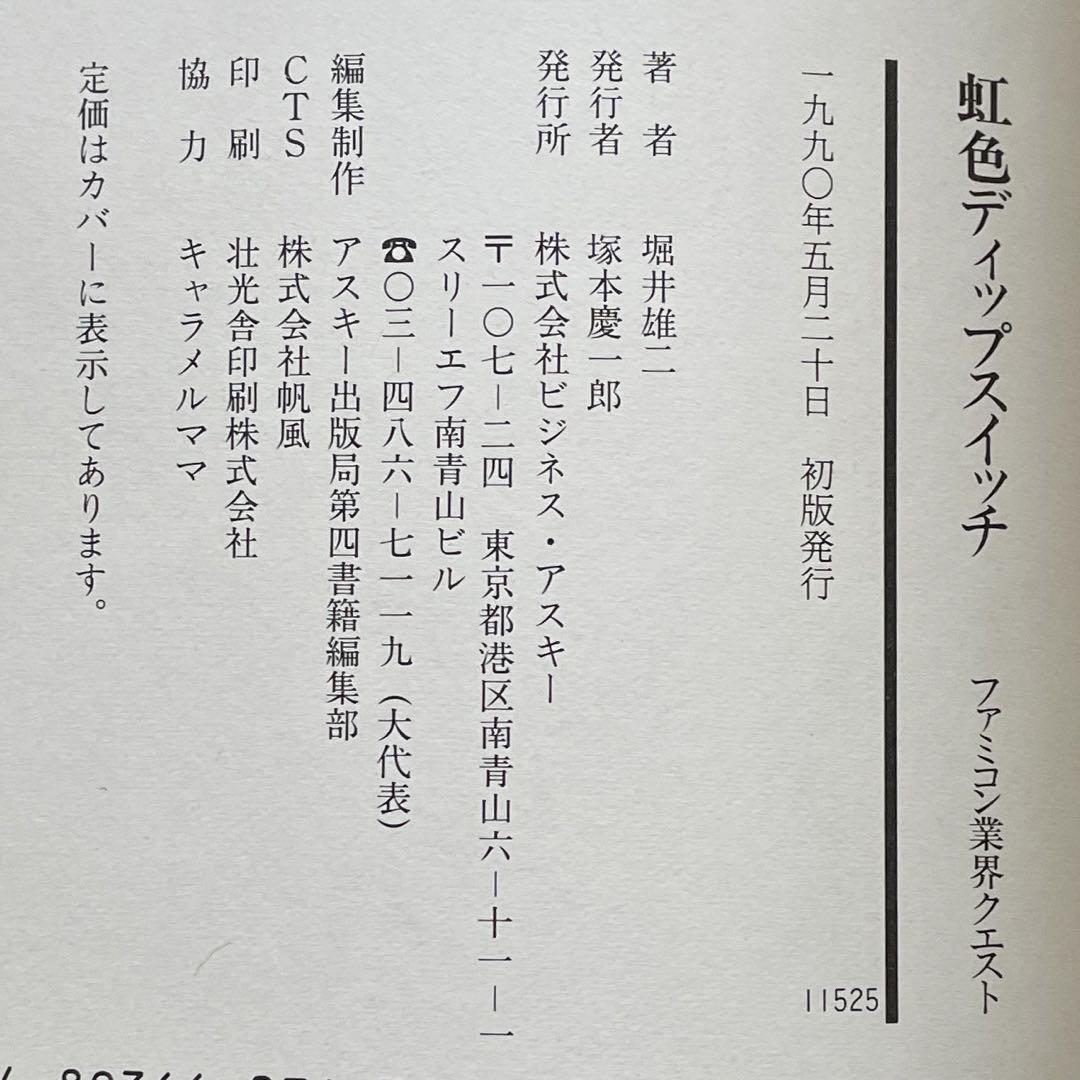 虹色ディップスイッチ　ファミコン業界クエスト
11525
一九九〇年五月二十日　初版発行
著　者　堀井雄二
発行者　塚本慶一郎
発行所　株式会社ビジネス・アスキー
〒一〇七－二四　東京都港区南青山六－十一－一
スリーエフ南青山ビル
☎〇三－四八六－七一一九（大代表）
編集制作　アスキー出版局第四書籍編集部
CTS　株式会社帆風
印　刷　壮光舎印刷株式会社
協　力　キャラメルママ
定価はカバーに表示してあります。